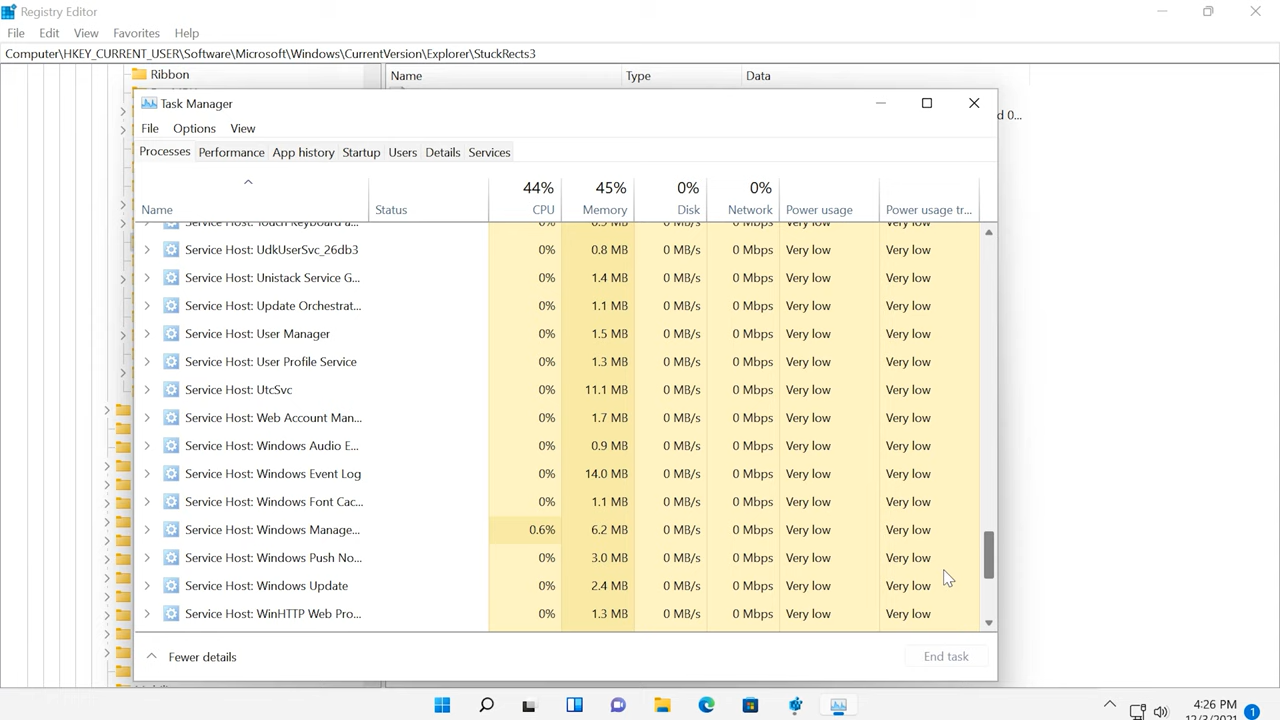 Registry Editor
File Edit View Favorites Help
Computer\HKEY_CURRENT_USER\Software\Microsoft\Windows\CurrentVersion\Explorer\StuckRects3
Ribbon Name Type Data
Task Manager
d 0...
File Options View
Processes Performance App history Startup Users Details Services
44% 45% 0% 0%
Name Status CPU Memory Disk Network Power usage Power usage tr...
Service Host: UdkUserSvc_26db3 0% 0.8 MB 0 MB/s 0 Mbps Very low Very low
Service Host: Unistack Service G... 0% 1.4 MB 0 MB/s 0 Mbps Very low Very low
Service Host: Update Orchestrat... 0% 1.1 MB 0 MB/s 0 Mbps Very low Very low
Service Host: User Manager 0% 1.5 MB 0 MB/s 0 Mbps Very low Very low
Service Host: User Profile Service 0% 1.3 MB 0 MB/s 0 Mbps Very low Very low
Service Host: UtcSvc 0% 11.1 MB 0 MB/s 0 Mbps Very low Very low
Service Host: Web Account Man... 0% 1.7 MB 0 MB/s 0 Mbps Very low Very low
Service Host: Windows Audio E... 0% 0.9 MB 0 MB/s 0 Mbps Very low Very low
Service Host: Windows Event Log 0% 14.0 MB 0 MB/s 0 Mbps Very low Very low
Service Host: Windows Font Cac... 0% 1.1 MB 0 MB/s 0 Mbps Very low Very low
Service Host: Windows Manage... 0.6% 6.2 MB 0 MB/s 0 Mbps Very low Very low
Service Host: Windows Push No... 0% 3.0 MB 0 MB/s 0 Mbps Very low Very low
Service Host: Windows Update 0% 2.4 MB 0 MB/s 0 Mbps Very low Very low
Service Host: WinHTTP Web Pro... 0% 1.3 MB 0 MB/s 0 Mbps Very low Very low
Fewer details End task
4:26 PM
12/3/2021 1